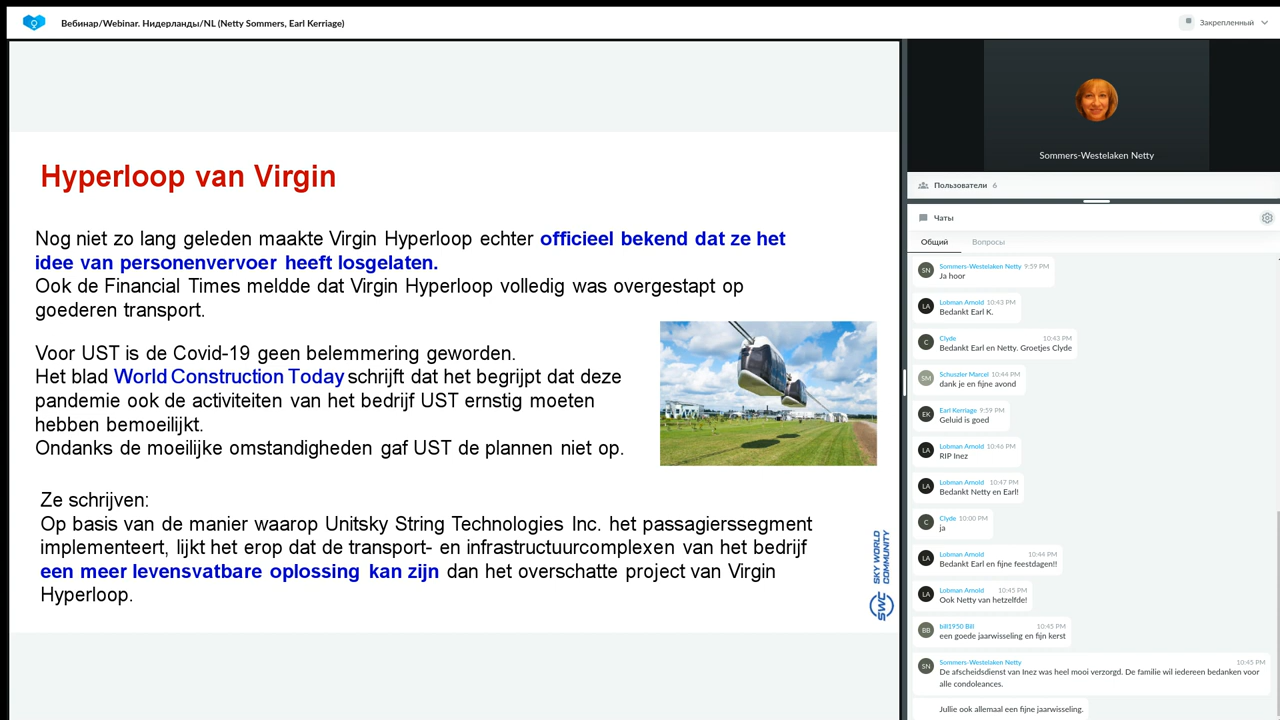 Вебинар/Webinar. Нидерланды/NL (Netty Sommers, Earl Kerriage)
Закрепленный
Hyperloop van Virgin
Nog niet zo lang geleden maakte Virgin Hyperloop echter officieel bekend dat ze het
idee van personenvervoer heeft losgelaten.
Ook de Financial Times meldde dat Virgin Hyperloop volledig was overgestapt op
goederen transport.
Voor UST is de Covid-19 geen belemmering geworden.
Het blad World Construction Today schrijft dat het begrijpt dat deze
pandemie ook de activiteiten van het bedrijf UST ernstig moeten
hebben bemoeilijkt.
Ondanks de moeilijke omstandigheden gaf UST de plannen niet op.
Ze schrijven:
Op basis van de manier waarop Unitsky String Technologies Inc. het passagierssegment
implementeert, lijkt het erop dat de transport- en infrastructuurcomplexen van het bedrijf
een meer levensvatbare oplossing kan zijn dan het overschatte project van Virgin
Hyperloop.
SWC SKY WORLD
COMMUNITY
Sommers-Westelaken Netty
Пользователи 6
Чаты
Общий Вопросы
SN Sommers-Westelaken Netty 9:59 PM
Ja hoor
LA Lobman Arnold 10:43 PM
Bedankt Earl K.
C Clyde 10:43 PM
Bedankt Earl en Netty. Groetjes Clyde
SM Schuszler Marcel 10:44 PM
dank je en fijne avond
EK Earl Kerriage 9:59 PM
Geluid is goed
LA Lobman Arnold 10:46 PM
RIP Inez
LA Lobman Arnold 10:47 PM
Bedankt Netty en Earl!
C Clyde 10:00 PM
ja
LA Lobman Arnold 10:44 PM
Bedankt Earl en fijne feestdagen!!
LA Lobman Arnold 10:45 PM
Ook Netty van hetzelfde!
BB bill1950 Bill 10:45 PM
een goede jaarwisseling en fijn kerst
SN Sommers-Westelaken Netty 10:45 PM
De afscheidsdienst van Inez was heel mooi verzorgd. De familie wil iedereen bedanken voor
alle condoleances.
Jullie ook allemaal een fijne jaarwisseling.